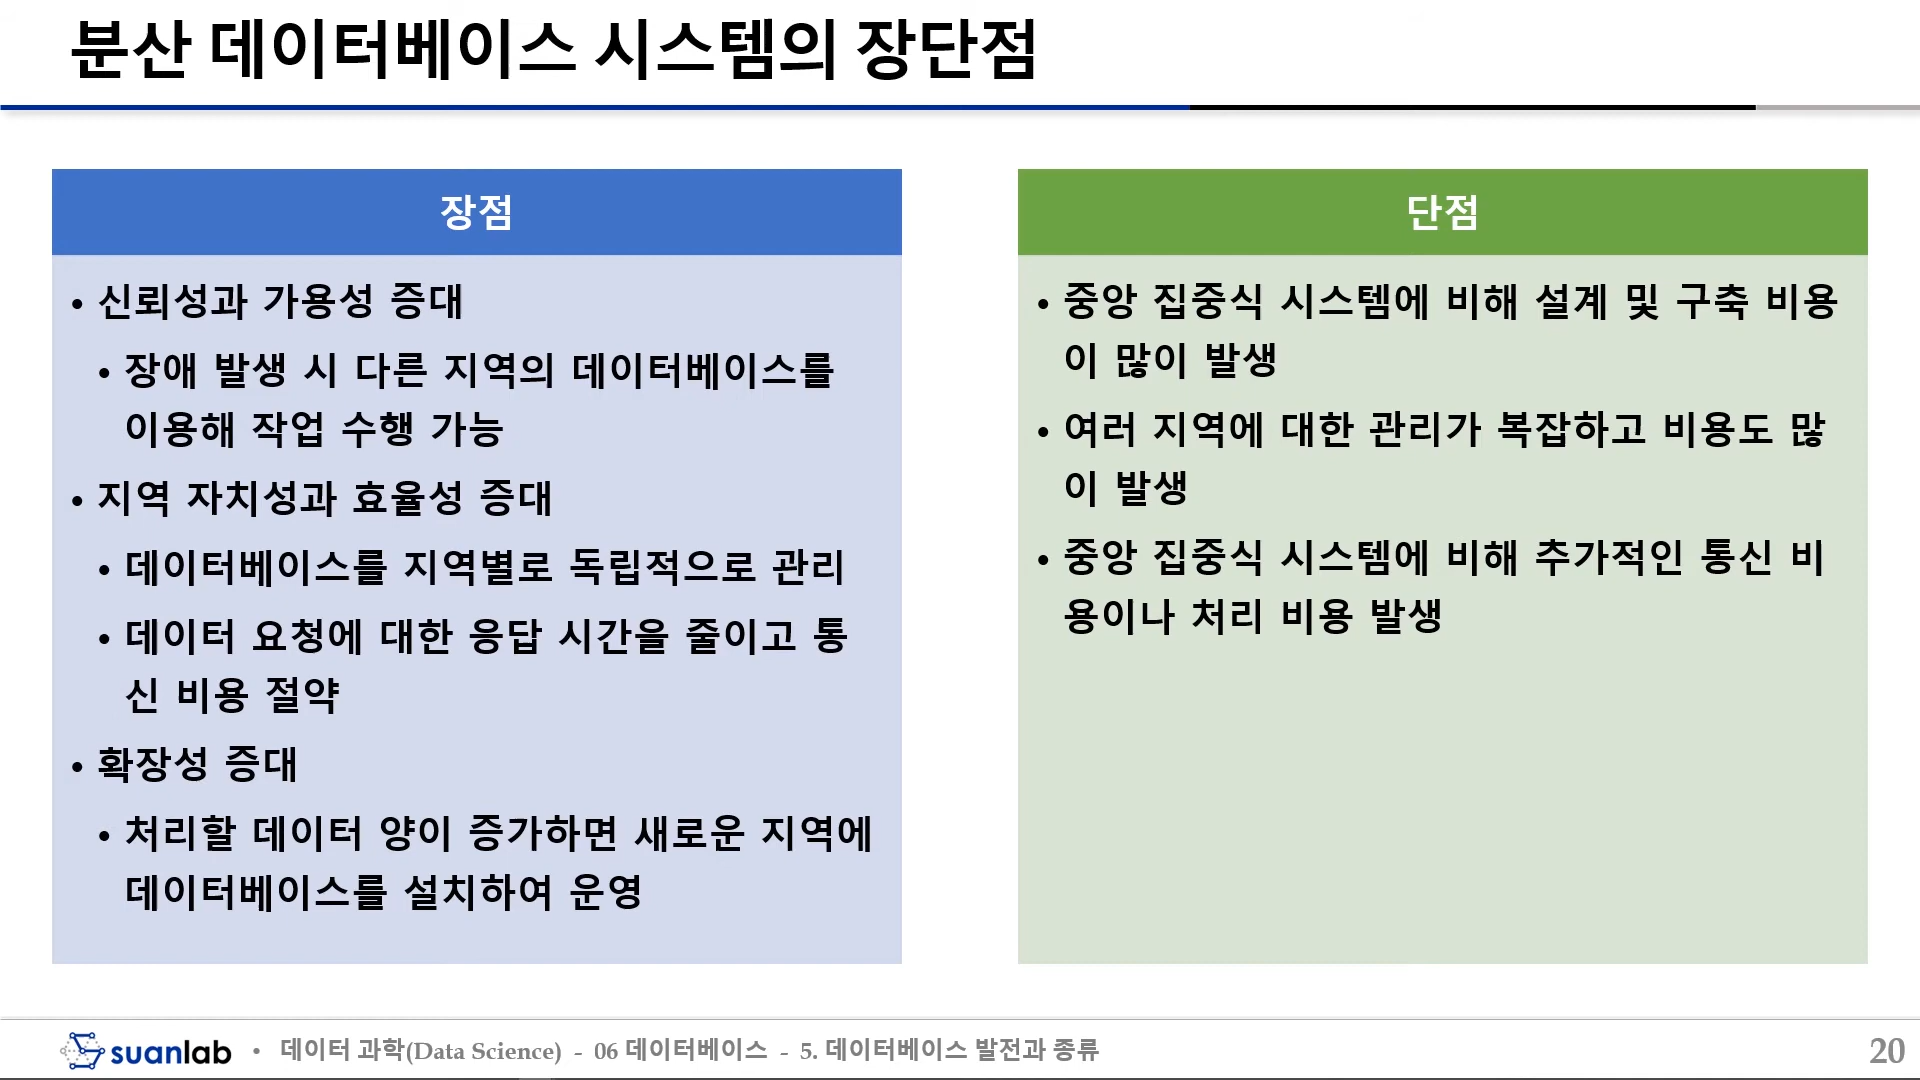 분산 데이터베이스 시스템의 장단점
장점
• 신뢰성과 가용성 증대
• 장애 발생 시 다른 지역의 데이터베이스를
이용해 작업 수행 가능
• 지역 자치성과 효율성 증대
• 데이터베이스를 지역별로 독립적으로 관리
• 데이터 요청에 대한 응답 시간을 줄이고 통
신 비용 절약
• 확장성 증대
• 처리할 데이터 양이 증가하면 새로운 지역에
데이터베이스를 설치하여 운영
단점
• 중앙 집중식 시스템에 비해 설계 및 구축 비용
이 많이 발생
• 여러 지역에 대한 관리가 복잡하고 비용도 많
이 발생
• 중앙 집중식 시스템에 비해 추가적인 통신 비
용이나 처리 비용 발생
suanlab • 데이터 과학(Data Science) - 06 데이터베이스 - 5. 데이터베이스 발전과 종류
20